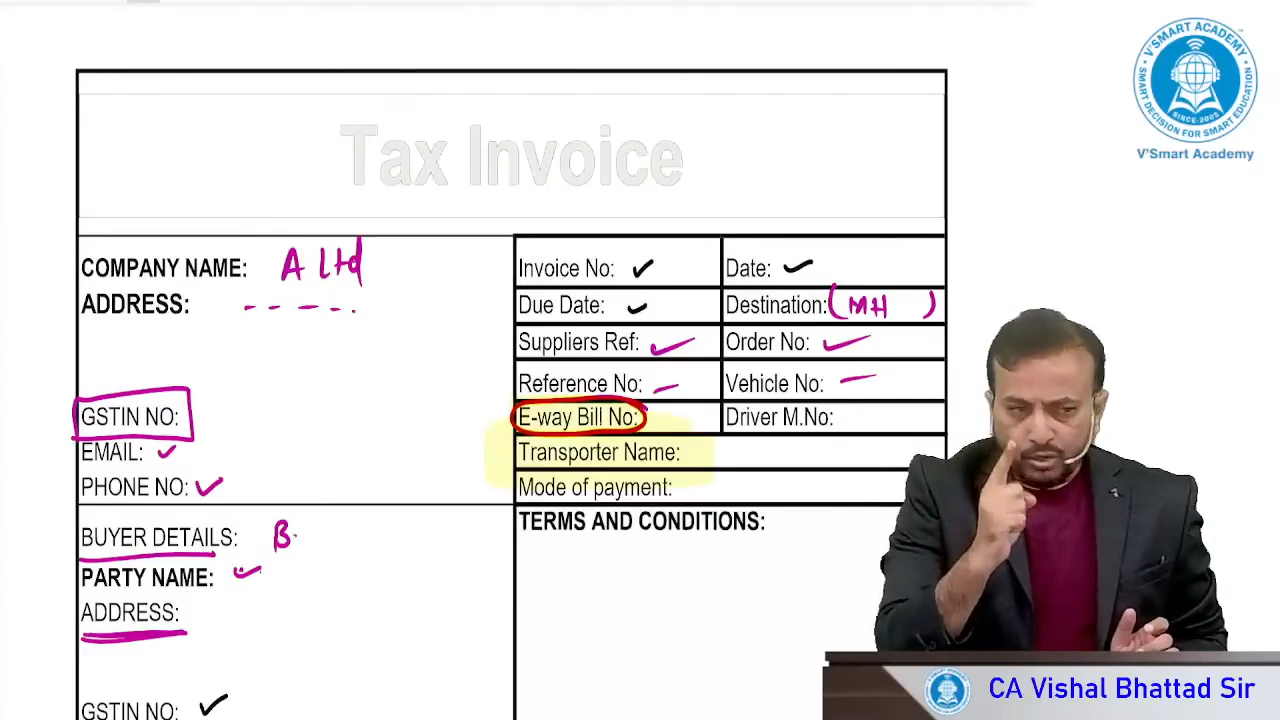 V'SMART ACADEMY
SMART DECISION FOR SMART EDUCATION
SINCE-2005
V'Smart Academy
Tax Invoice
COMPANY NAME: A Ltd
ADDRESS:
GSTIN NO:
EMAIL:
PHONE NO:
Invoice No:
Date:
Due Date:
Destination: (MH )
Suppliers Ref:
Order No:
Reference No:
Vehicle No:
E-way Bill No:
Driver M.No:
Transporter Name:
Mode of payment:
BUYER DETAILS: B.
PARTY NAME:
ADDRESS:
GSTIN NO:
TERMS AND CONDITIONS:
CA Vishal Bhattad Sir